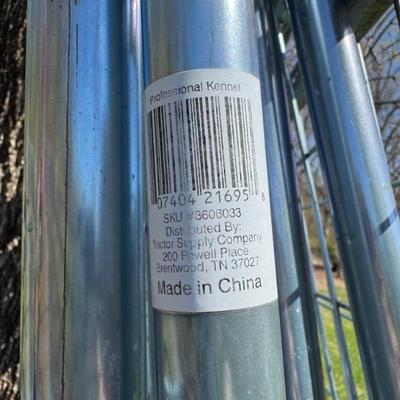 Professional Kennel
07404 21695 8
SKU #3606033
Distributed By:
Tractor Supply Company
200 Powell Place
Brentwood, TN 37027
Made in China